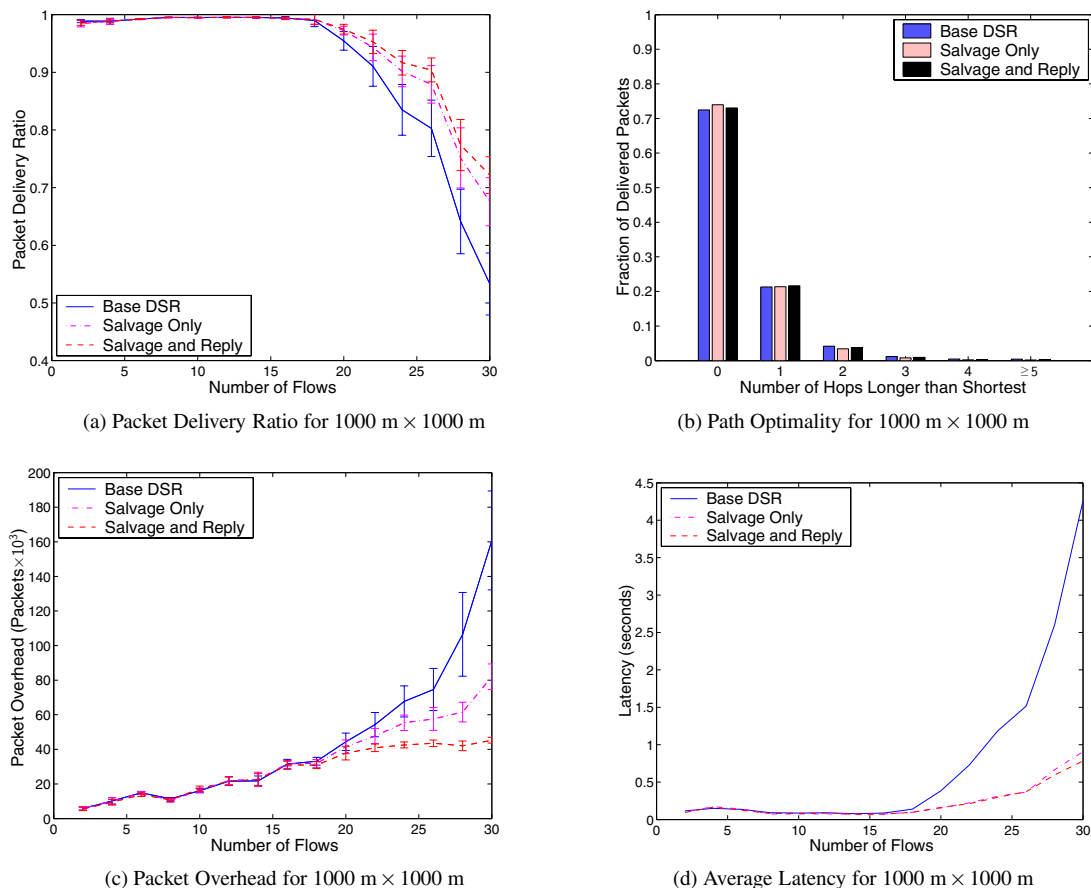 1
0.9
0.8
0.7
0.6
0.5
0.4
Packet Delivery Ratio
Base DSR
Salvage Only
Salvage and Reply
0 5 10 15 20 25 30
Number of Flows
(a) Packet Delivery Ratio for 1000 m × 1000 m
1
0.9
0.8
0.7
0.6
0.5
0.4
0.3
0.2
0.1
0
Fraction of Delivered Packets
Base DSR
Salvage Only
Salvage and Reply
0 1 2 3 4 ≥5
Number of Hops Longer than Shortest
(b) Path Optimality for 1000 m × 1000 m
200
180
160
140
120
100
80
60
40
20
0
Packet Overhead (Packets×10³)
Base DSR
Salvage Only
Salvage and Reply
0 5 10 15 20 25 30
Number of Flows
(c) Packet Overhead for 1000 m × 1000 m
4.5
4
3.5
3
2.5
2
1.5
1
0.5
0
Latency (seconds)
Base DSR
Salvage Only
Salvage and Reply
0 5 10 15 20 25 30
Number of Flows
(d) Average Latency for 1000 m × 1000 m